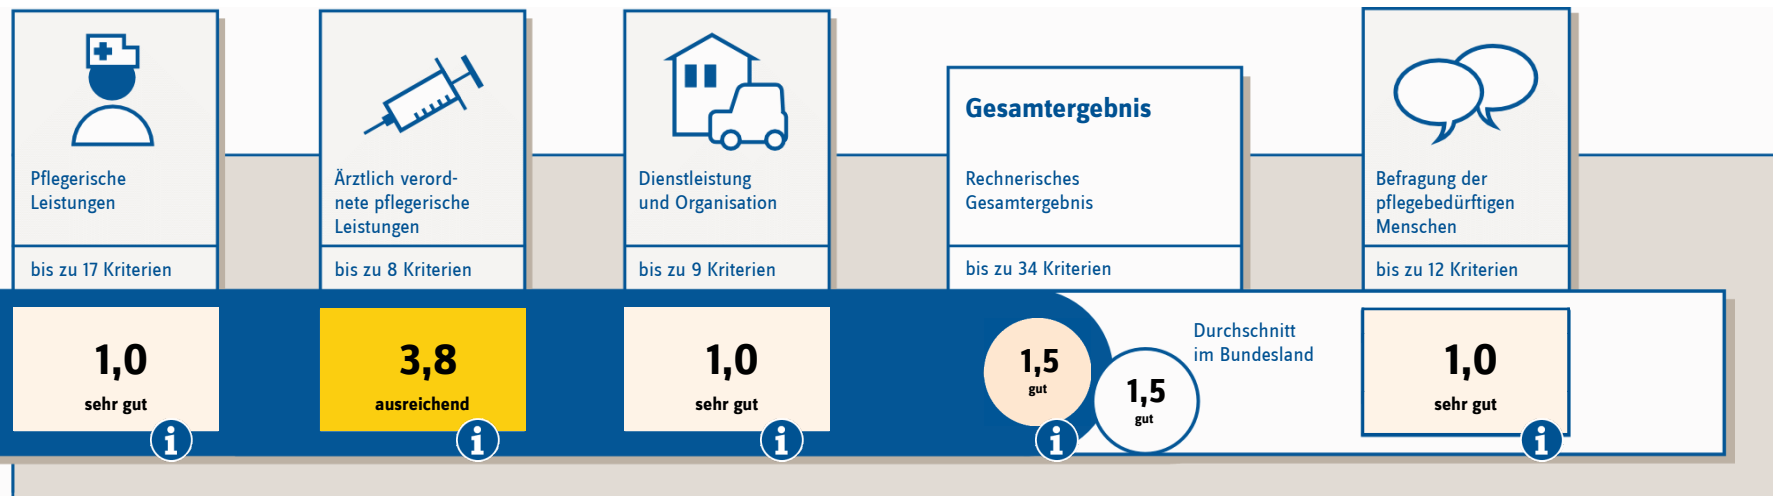 Pflegerische
Leistungen
bis zu 17 Kriterien
1,0
sehr gut
i
Ärztlich verord-
nete pflegerische
Leistungen
bis zu 8 Kriterien
3,8
ausreichend
i
Dienstleistung
und Organisation
bis zu 9 Kriterien
1,0
sehr gut
i
Gesamtergebnis
Rechnerisches
Gesamtergebnis
bis zu 34 Kriterien
1,5
gut
i
1,5
gut
Durchschnitt
im Bundesland
Befragung der
pflegebedürftigen
Menschen
bis zu 12 Kriterien
1,0
sehr gut
i